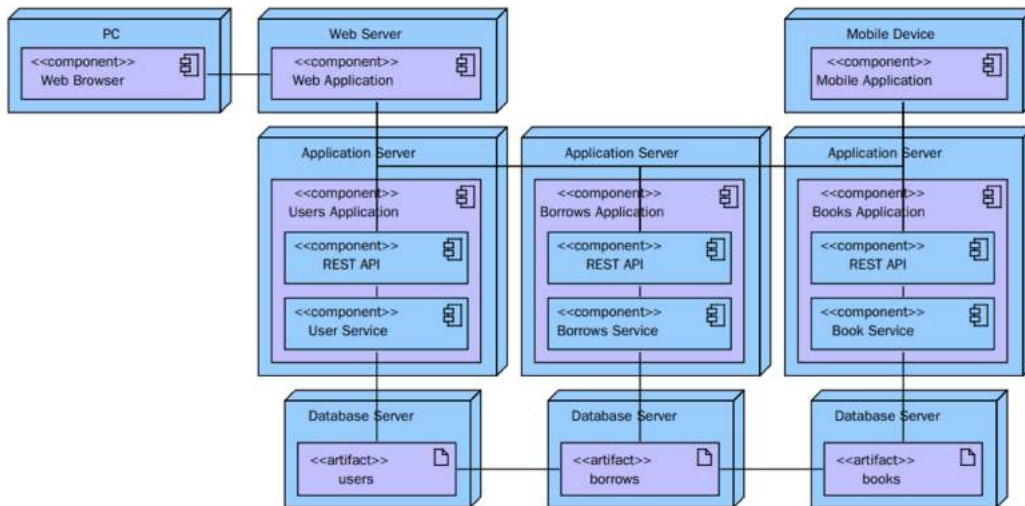 PC
<<component>>
Web Browser
Web Server
<<component>>
Web Application
Mobile Device
<<component>>
Mobile Application
Application Server
<<component>>
Users Application
<<component>>
REST API
<<component>>
User Service
Application Server
<<component>>
Borrows Application
<<component>>
REST API
<<component>>
Borrows Service
Application Server
<<component>>
Books Application
<<component>>
REST API
<<component>>
Book Service
Database Server
<<artifact>>
users
Database Server
<<artifact>>
borrows
Database Server
<<artifact>>
books